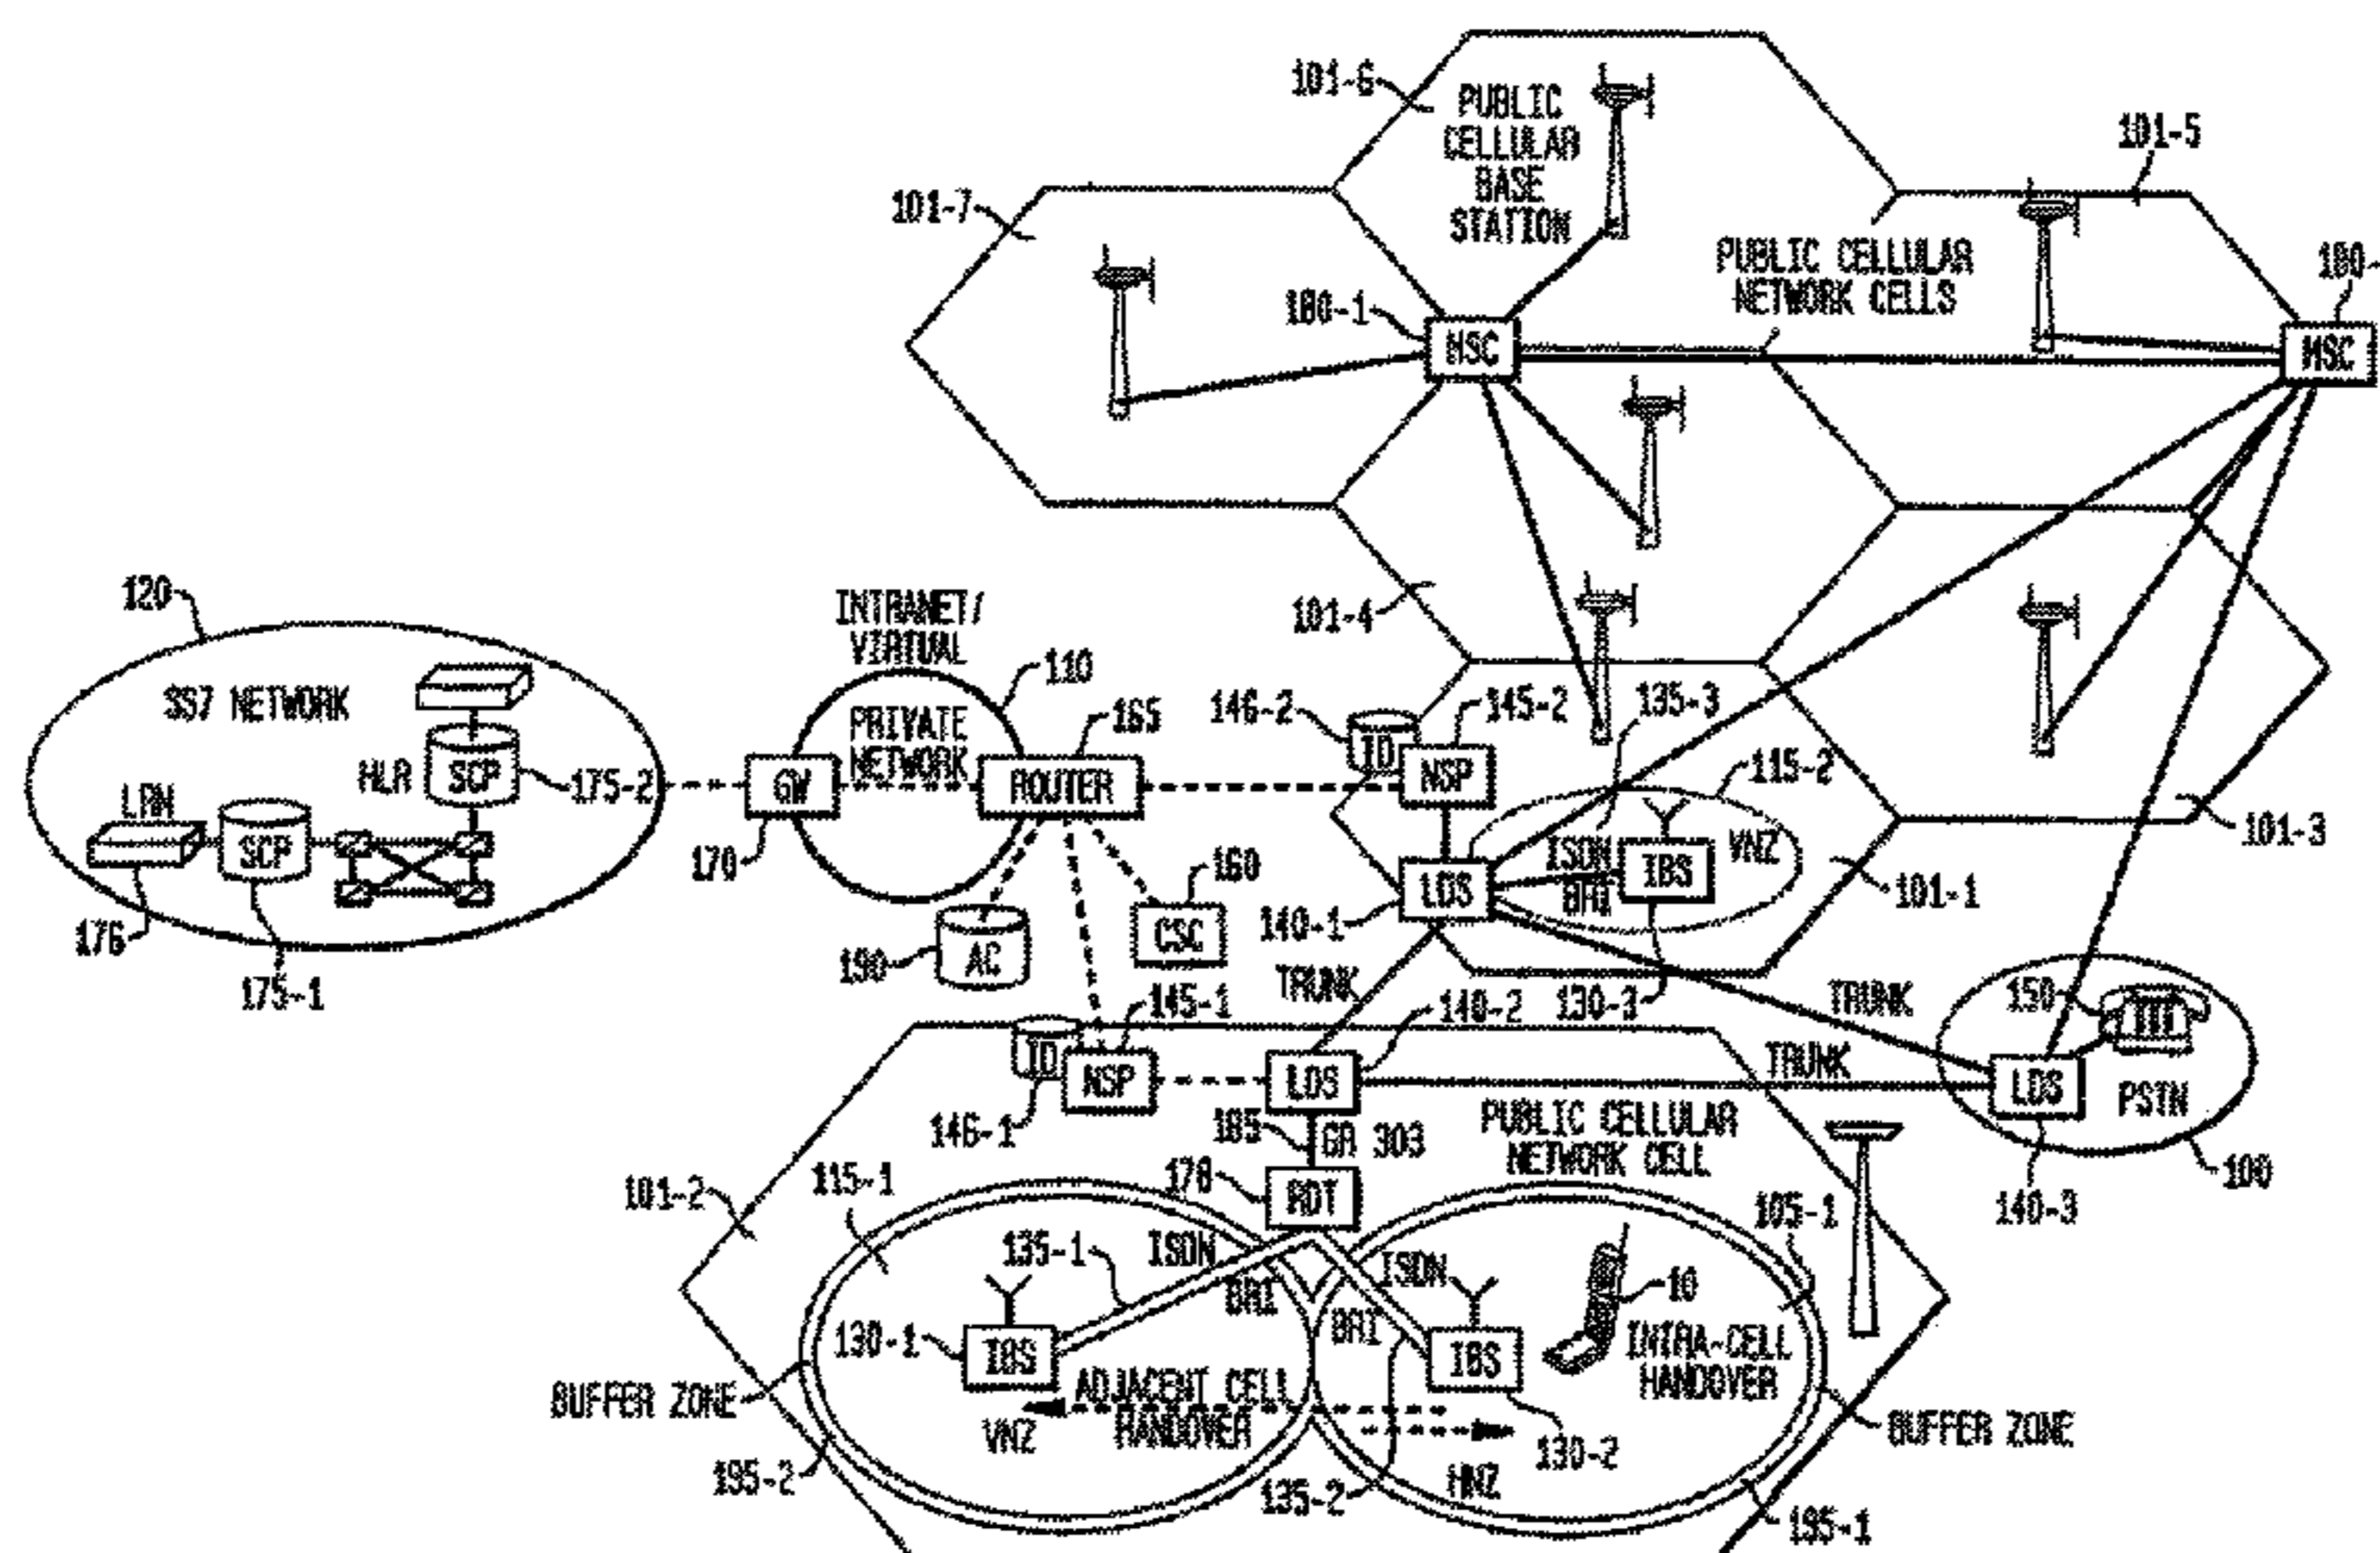 101-6
PUBLIC
CELLULAR
BASE
STATION
101-5
101-7
PUBLIC CELLULAR
NETWORK CELLS
180-
180-1
MSC
MSC
120
INTRANET/
VIRTUAL
PRIVATE
NETWORK
110
101-4
SS7 NETWORK
165
146-2
145-2
135-3
HLR
SCP
175-2
GW
ROUTER
ID
NSP
115-2
LRM
SCP
170
160
ISDN
BRI
IBS
VNZ
101-3
LDS
101-1
176
175-1
190
AC
CSC
140-1
130-3
TRUNK
TRUNK
150
145-1
140-2
ID
NSP
LDS
TRUNK
LDS
PSTN
146-1
185
GR 303
PUBLIC CELLULAR
NETWORK CELL
100
140-3
101-2
115-1
178
RDT
105-1
135-1
ISDN
BRI
ISDN
BRI
10
130-1
IBS
IBS
INTRA-CELL
HANDOVER
BUFFER ZONE
ADJACENT CELL
HANDOVER
VNZ
BUFFER ZONE
130-2
195-2
135-2
HNZ
195-1